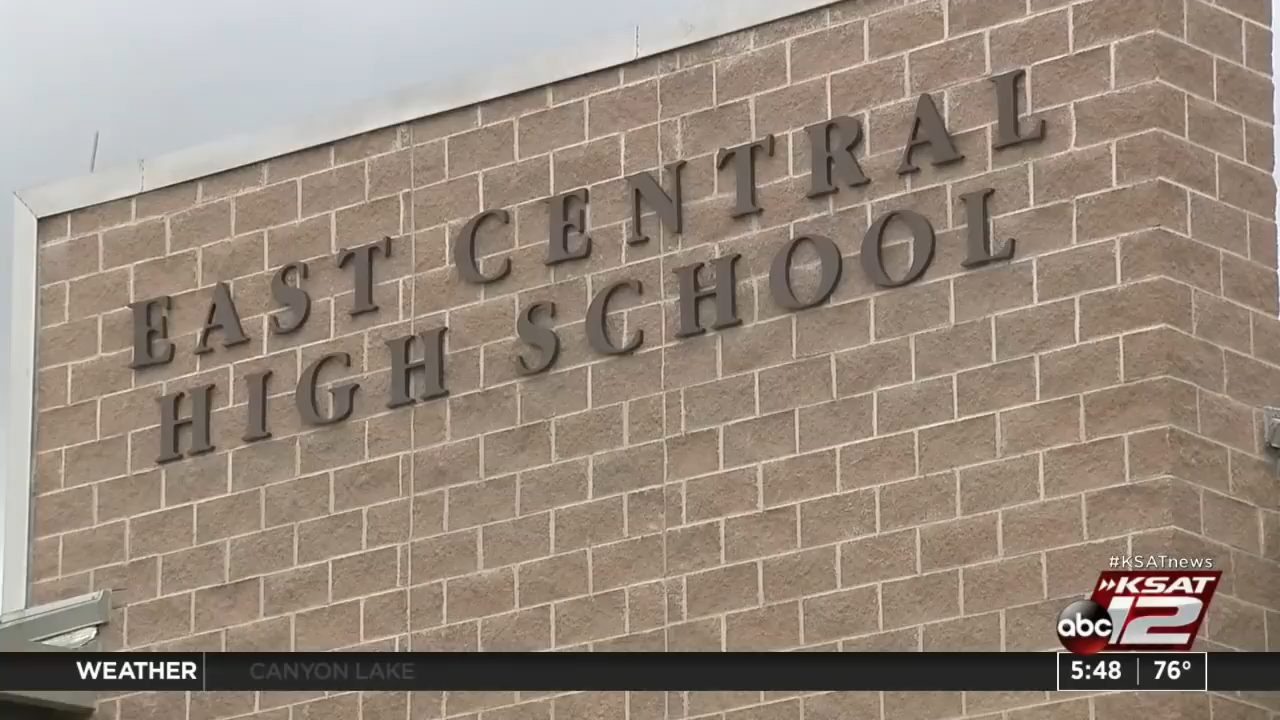 EAST CENTRAL
HIGH SCHOOL
#KSATnews
KSAT
abc 12
WEATHER CANYON LAKE 5:48 76°